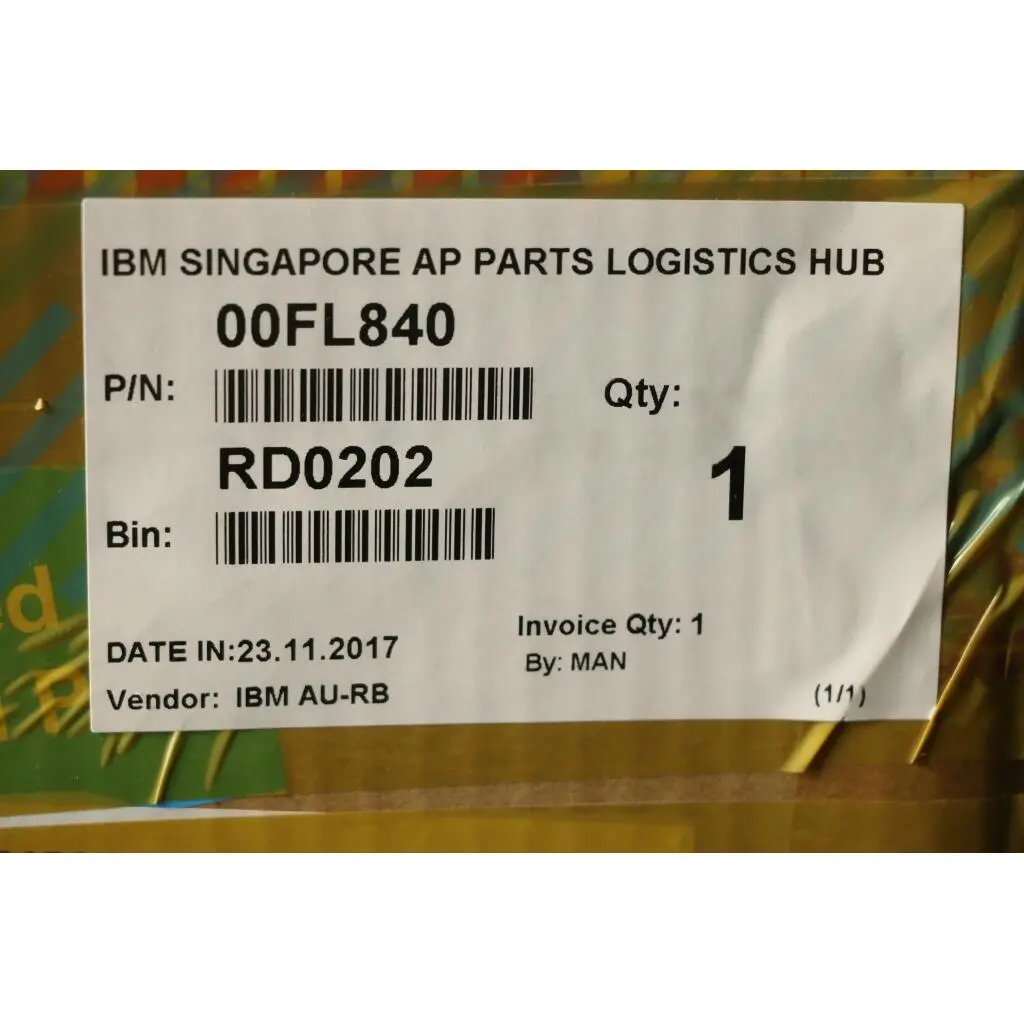 IBM SINGAPORE AP PARTS LOGISTICS HUB
00FL840
P/N:
Qty:
RD0202
1
Bin:
Invoice Qty: 1
DATE IN:23.11.2017
By: MAN
Vendor: IBM AU-RB
(1/1)